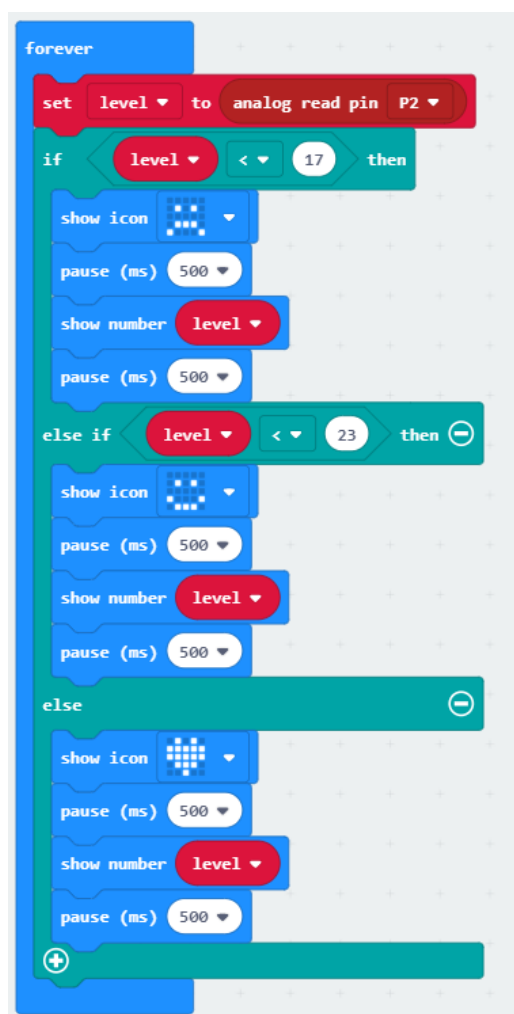 forever
set level to analog read pin P2
if level < 17 then
show icon
pause (ms) 500
show number level
pause (ms) 500
else if level < 23 then
show icon
pause (ms) 500
show number level
pause (ms) 500
else
show icon
pause (ms) 500
show number level
pause (ms) 500